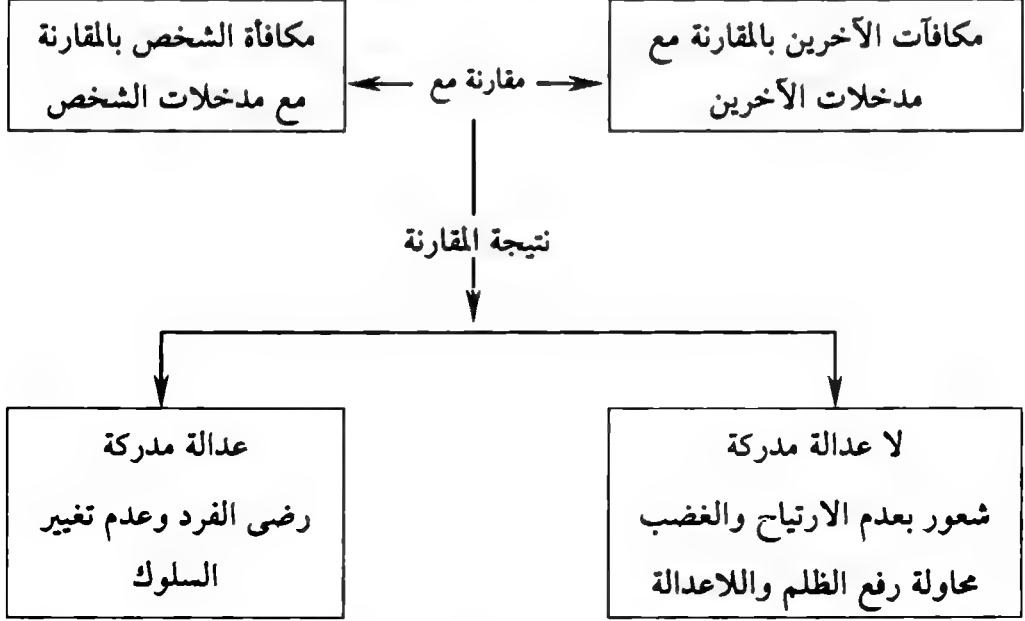 مكافآت الآخرين بالمقارنة مع
مدخلات الآخرين
مقارنة مع
مكافأة الشخص بالمقارنة
مع مدخلات الشخص
نتيجة المقارنة
لا عدالة مدركة
شعور بعدم الارتياح والغضب
محاولة رفع الظلم واللاعدالة
عدالة مدركة
رضى الفرد وعدم تغيير
السلوك